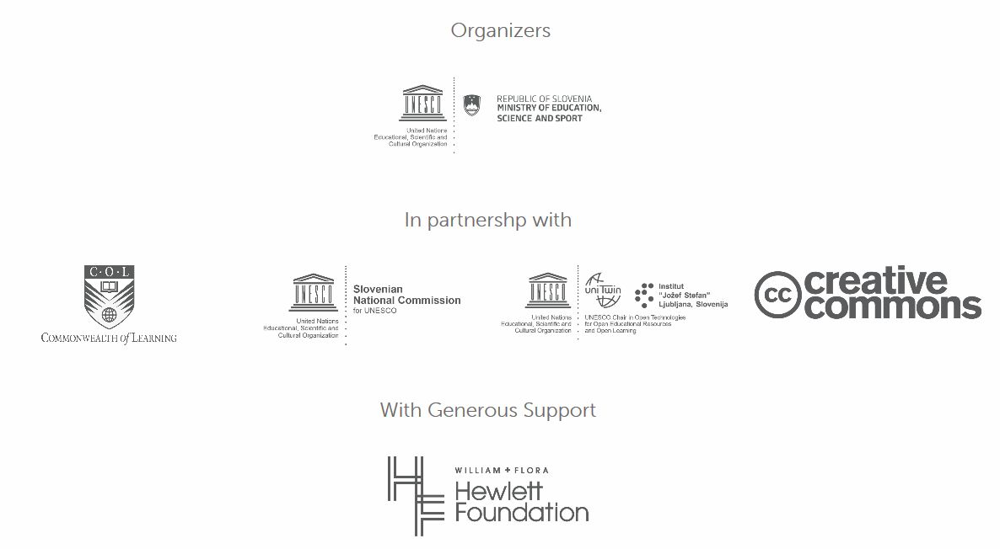 Organizers
UNESCO
United Nations
Educational, Scientific and
Cultural Organization
REPUBLIC OF SLOVENIA
MINISTRY OF EDUCATION,
SCIENCE AND SPORT
In partnershp with
C·O·L
COMMONWEALTH of LEARNING
UNESCO
United Nations
Educational, Scientific and
Cultural Organization
Slovenian
National Commission
for UNESCO
UNESCO
United Nations
Educational, Scientific and
Cultural Organization
uniTwin
Institut
"Jožef Stefan"
Ljubljana, Slovenija
UNESCO Chair in Open Technologies
for Open Educational Resources
and Open Learning
cc
creative
commons
With Generous Support
WILLIAM + FLORA
Hewlett
Foundation